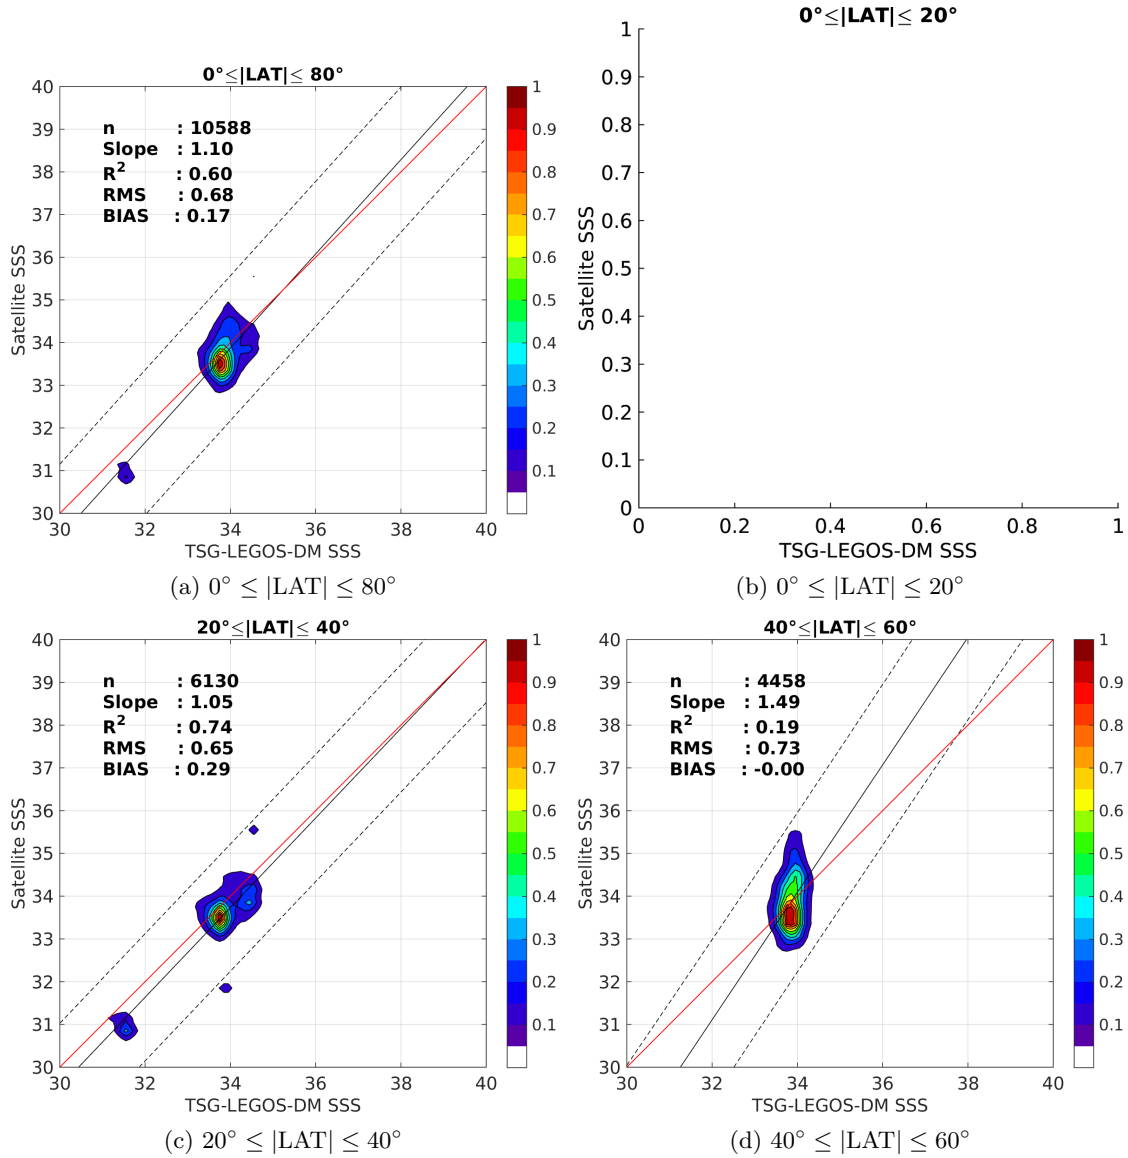 0°≤|LAT|≤ 80°
n : 10588
Slope : 1.10
R² : 0.60
RMS : 0.68
BIAS : 0.17
40
39
38
37
36
35
34
33
32
31
30
30 32 34 36 38 40
Satellite SSS
TSG-LEGOS-DM SSS
1
0.9
0.8
0.7
0.6
0.5
0.4
0.3
0.2
0.1
(a) 0° ≤ |LAT| ≤ 80°
0°≤|LAT|≤ 20°
1
0.9
0.8
0.7
0.6
0.5
0.4
0.3
0.2
0.1
0
0 0.2 0.4 0.6 0.8 1
Satellite SSS
TSG-LEGOS-DM SSS
(b) 0° ≤ |LAT| ≤ 20°
20°≤|LAT|≤ 40°
n : 6130
Slope : 1.05
R² : 0.74
RMS : 0.65
BIAS : 0.29
40
39
38
37
36
35
34
33
32
31
30
30 32 34 36 38 40
Satellite SSS
TSG-LEGOS-DM SSS
1
0.9
0.8
0.7
0.6
0.5
0.4
0.3
0.2
0.1
(c) 20° ≤ |LAT| ≤ 40°
40°≤|LAT|≤ 60°
n : 4458
Slope : 1.49
R² : 0.19
RMS : 0.73
BIAS : -0.00
40
39
38
37
36
35
34
33
32
31
30
30 32 34 36 38 40
Satellite SSS
TSG-LEGOS-DM SSS
1
0.9
0.8
0.7
0.6
0.5
0.4
0.3
0.2
0.1
(d) 40° ≤ |LAT| ≤ 60°